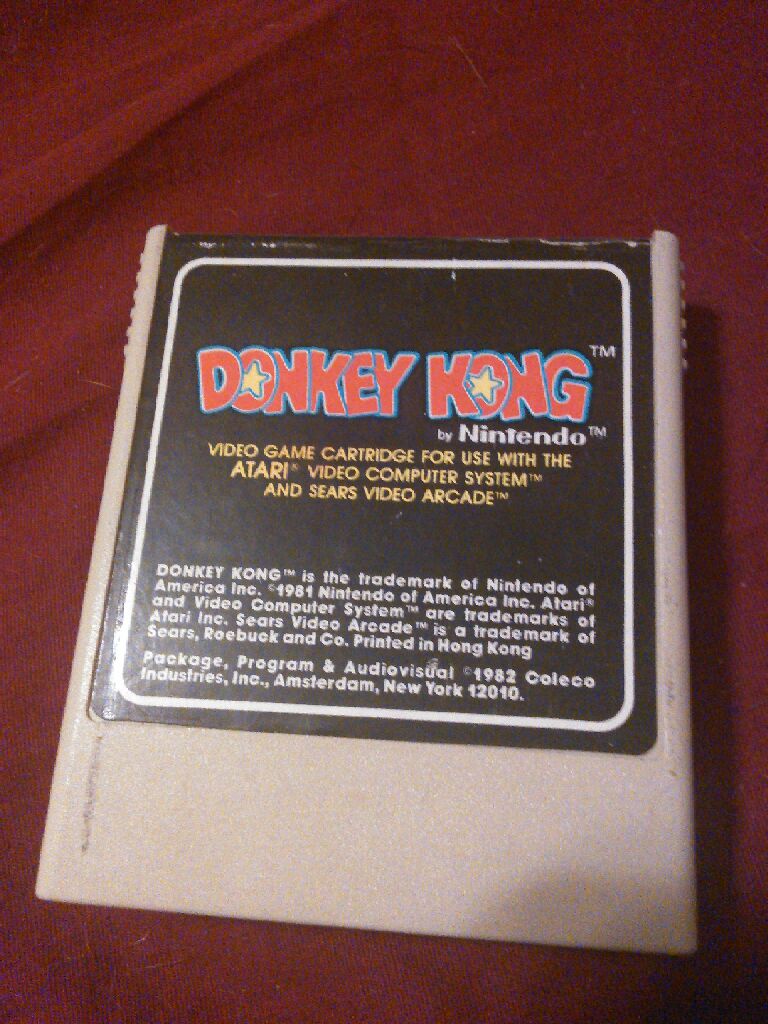 DONKEY KONG™
by Nintendo™
VIDEO GAME CARTRIDGE FOR USE WITH THE
ATARI® VIDEO COMPUTER SYSTEM™
AND SEARS VIDEO ARCADE™
DONKEY KONG™ is the trademark of Nintendo of
America Inc. ©1981 Nintendo of America Inc. Atari®
and Video Computer System™ are trademarks of
Atari Inc. Sears Video Arcade™ is a trademark of
Sears, Roebuck and Co. Printed in Hong Kong
Package, Program & Audiovisual ©1982 Coleco
Industries, Inc., Amsterdam, New York 12010.